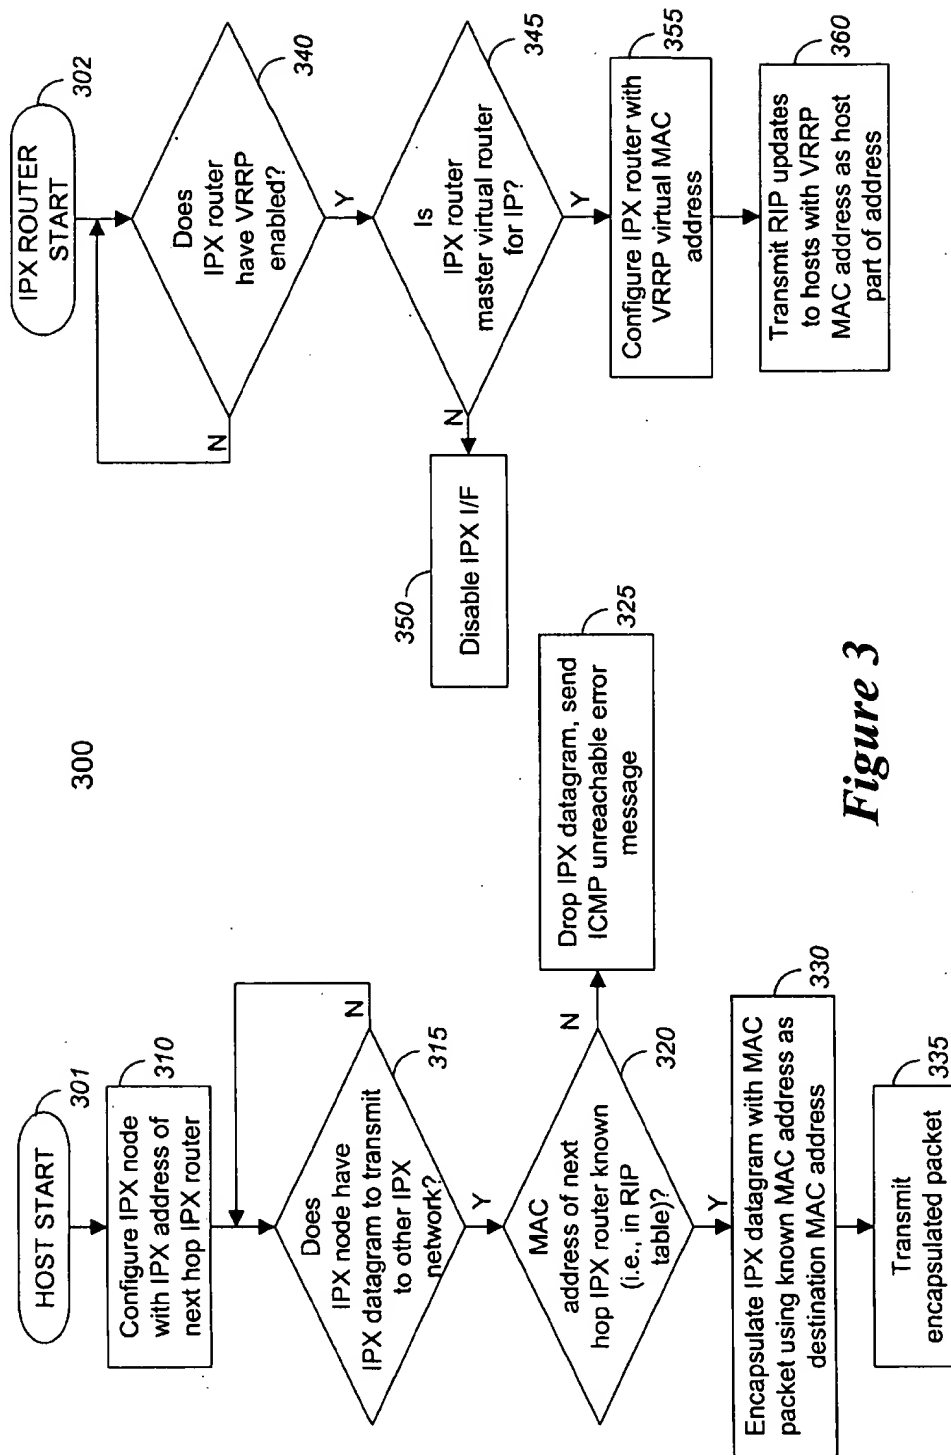 300
HOST START
301
Configure IPX node
with IPX address of
next hop IPX router
310
Does
IPX node have
IPX datagram to transmit
to other IPX
network?
315
N
Y
MAC
address of next
hop IPX router known
(i.e., in RIP
table)?
320
N
Drop IPX datagram, send
ICMP unreachable error
message
325
Y
Encapsulate IPX datagram with MAC
packet using known MAC address as
destination MAC address
330
Transmit
encapsulated packet
335
IPX ROUTER
START
302
Does
IPX router
have VRRP
enabled?
340
N
Y
Is
IPX router
master virtual router
for IP?
345
N
Disable IPX I/F
350
Y
Configure IPX router with
VRRP virtual MAC
address
355
Transmit RIP updates
to hosts with VRRP
MAC address as host
part of address
360
Figure 3